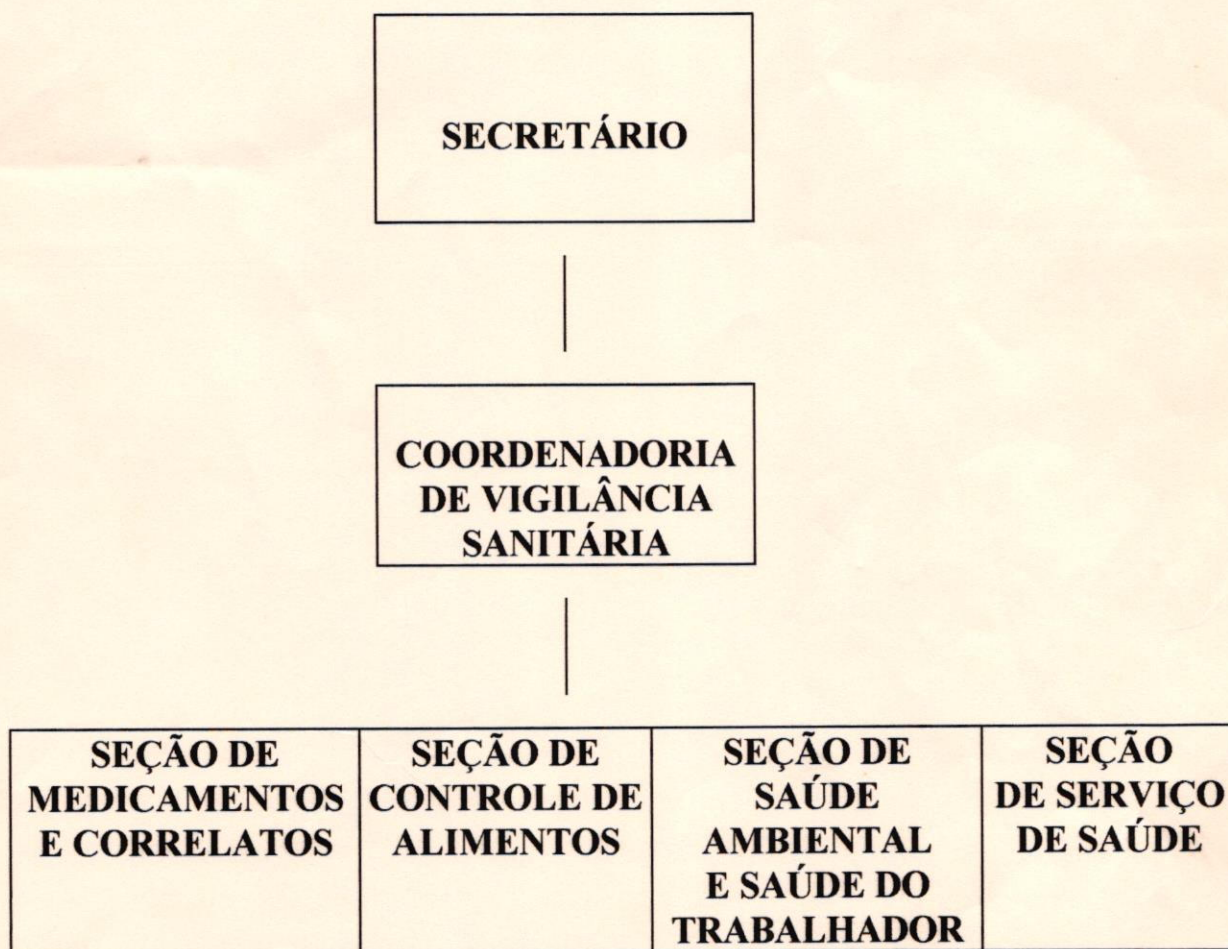 SECRETÁRIO
COORDENADORIA
DE VIGILÂNCIA
SANITÁRIA
SEÇÃO DE
MEDICAMENTOS
E CORRELATOS
SEÇÃO DE
CONTROLE DE
ALIMENTOS
SEÇÃO DE
SAÚDE
AMBIENTAL
E SAÚDE DO
TRABALHADOR
SEÇÃO
DE SERVIÇO
DE SAÚDE